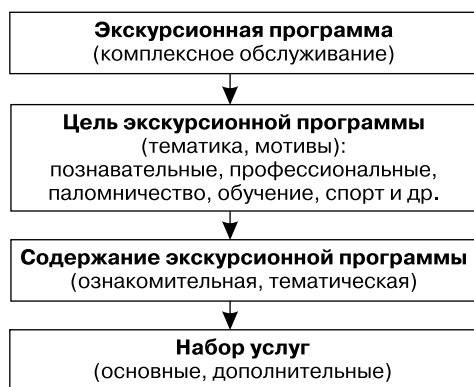 Экскурсионная программа
(комплексное обслуживание)
Цель экскурсионной программы
(тематика, мотивы):
познавательные, профессиональные,
паломничество, обучение, спорт и др.
Содержание экскурсионной программы
(ознакомительная, тематическая)
Набор услуг
(основные, дополнительные)